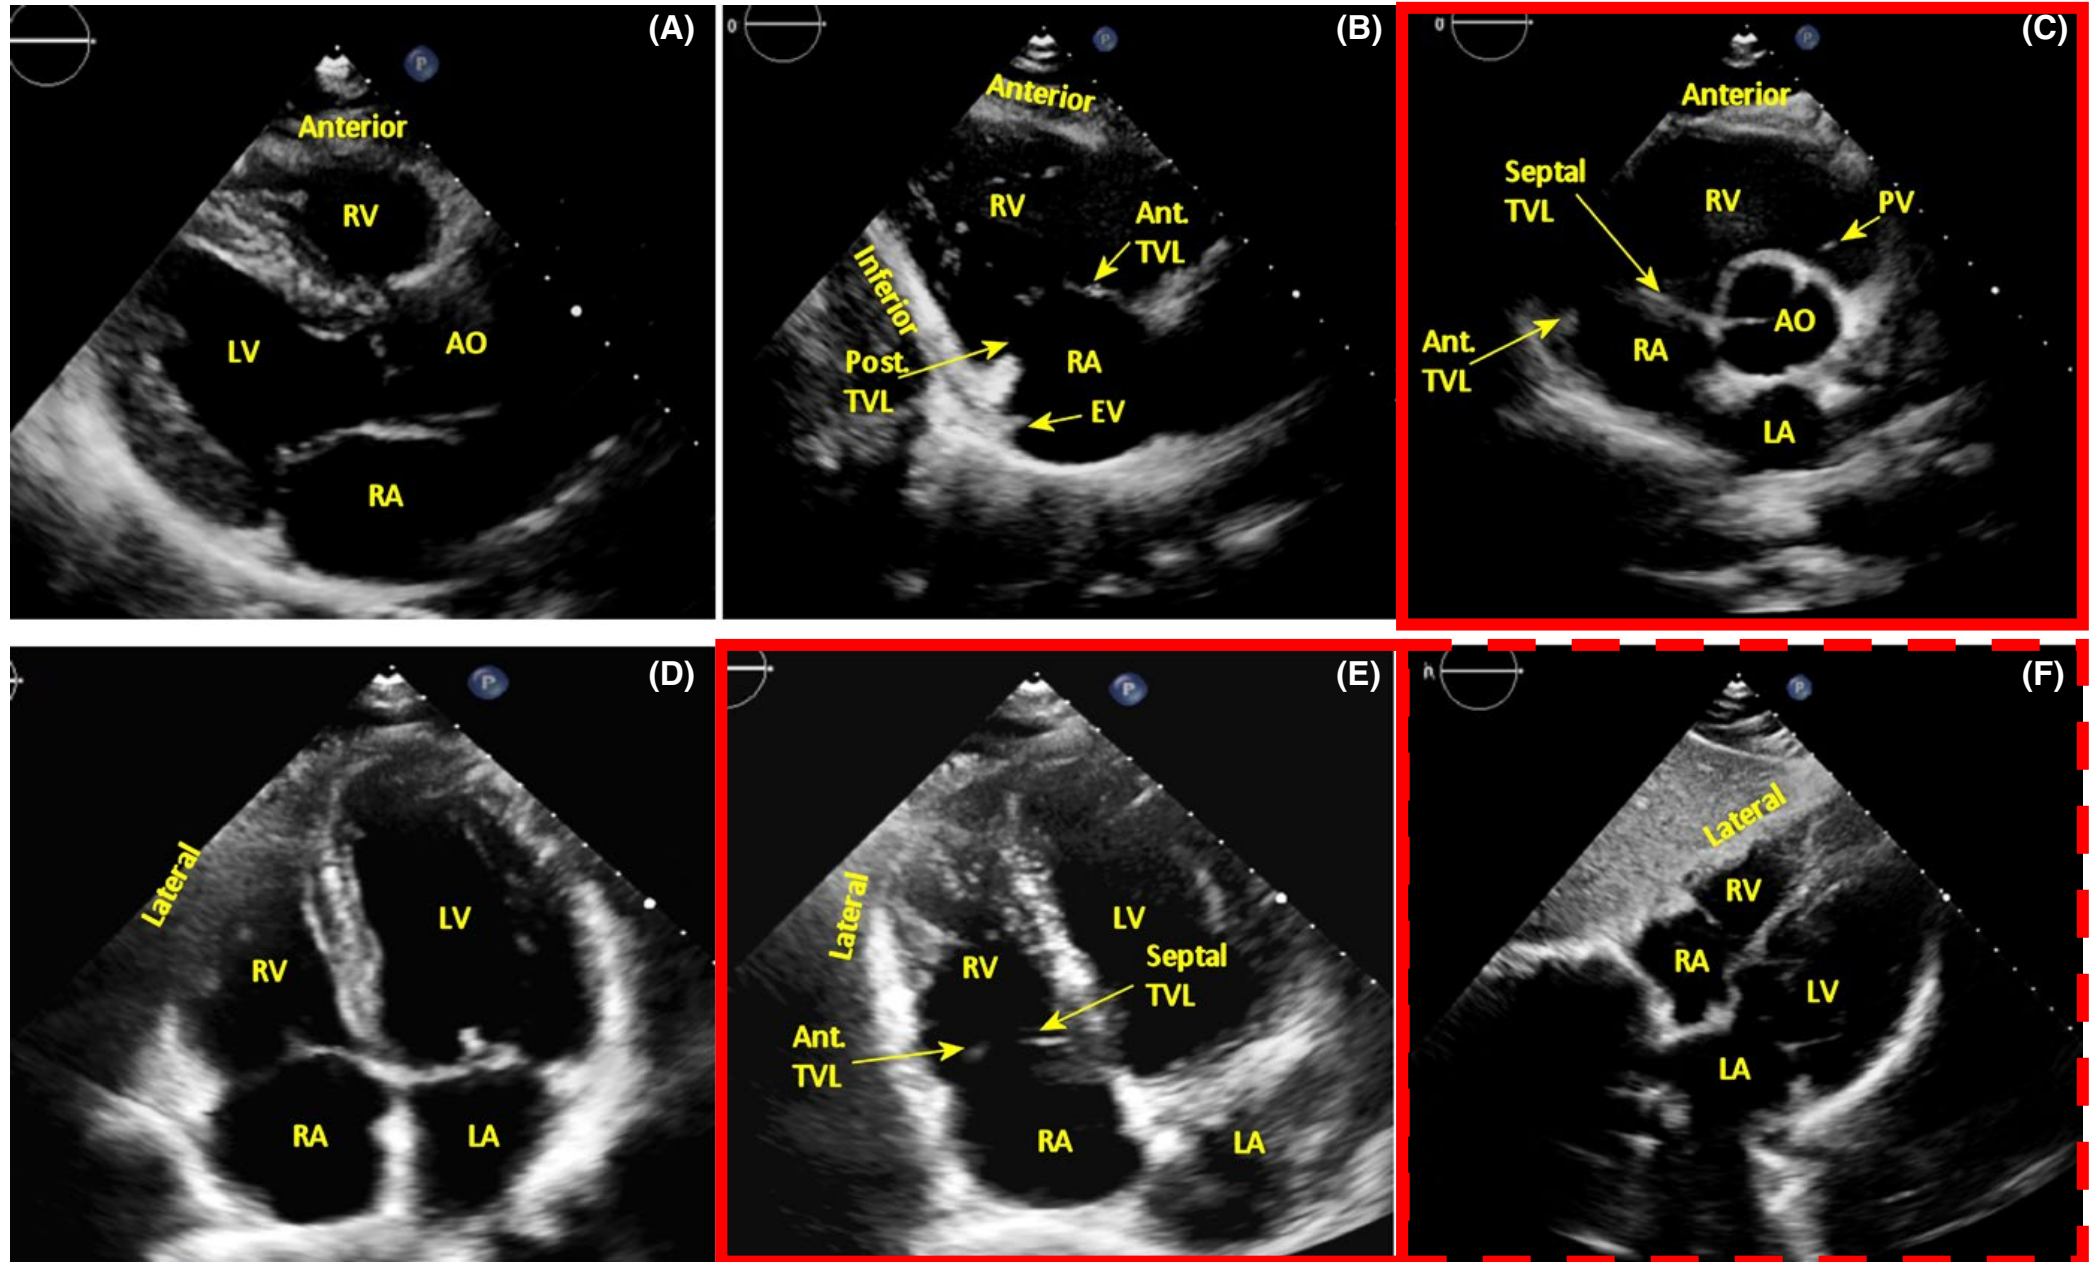 (A)
P
Anterior
RV
LV
AO
RA
0
(B)
P
Anterior
RV
Ant.
TVL
Inferior
Post.
TVL
RA
EV
0
(C)
P
Anterior
Septal
TVL
RV
PV
Ant.
TVL
RA
AO
LA
(D)
P
Lateral
LV
RV
RA
LA
(E)
P
Lateral
RV
LV
Septal
TVL
Ant.
TVL
RA
LA
(F)
P
Lateral
RV
RA
LV
LA